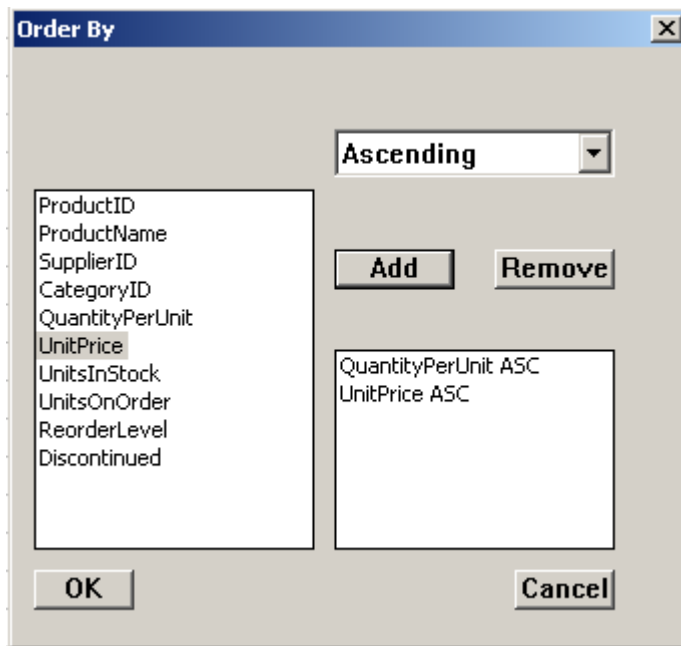 Order By
Ascending
ProductID
ProductName
SupplierID
CategoryID
QuantityPerUnit
UnitPrice
UnitsInStock
UnitsOnOrder
ReorderLevel
Discontinued
Add
Remove
QuantityPerUnit ASC
UnitPrice ASC
OK
Cancel